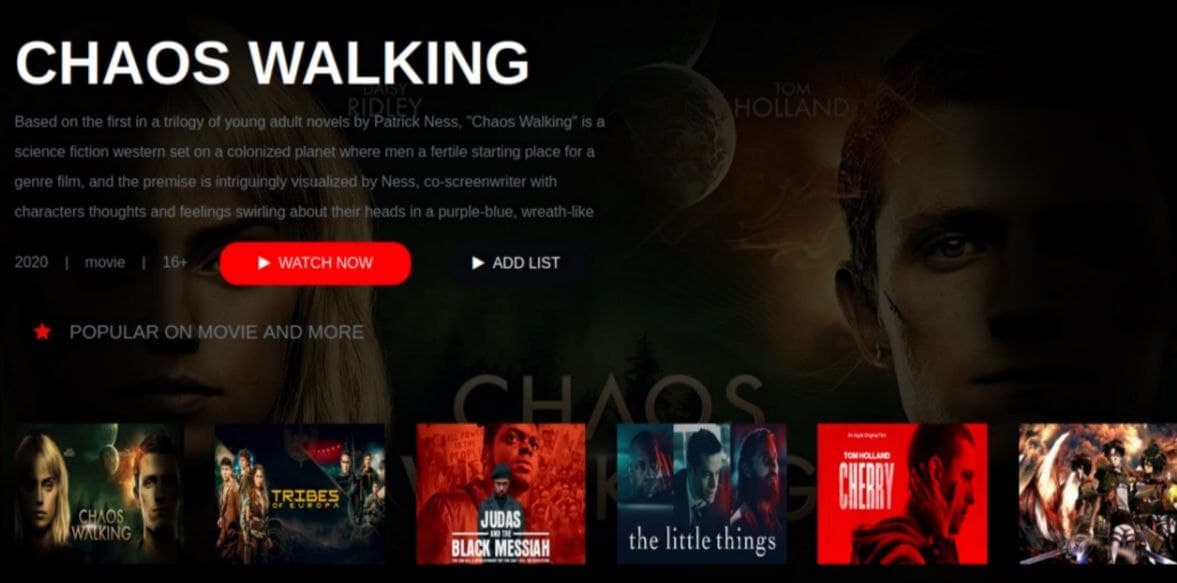 CHAOS WALKING
DAISY
RIDLEY
TOM
HOLLAND
Based on the first in a trilogy of young adult novels by Patrick Ness, "Chaos Walking" is a
science fiction western set on a colonized planet where men a fertile starting place for a
genre film, and the premise is intriguingly visualized by Ness, co-screenwriter with
characters thoughts and feelings swirling about their heads in a purple-blue, wreath-like
2020 | movie | 16+
WATCH NOW
ADD LIST
POPULAR ON MOVIE AND MORE
CHAOS
CHAOS
WALKING
TRIBES
OF EUROPA
JUDAS
AND THE
BLACK MESSIAH
the little things
An Apple Original Film
TOM HOLLAND
CHERRY